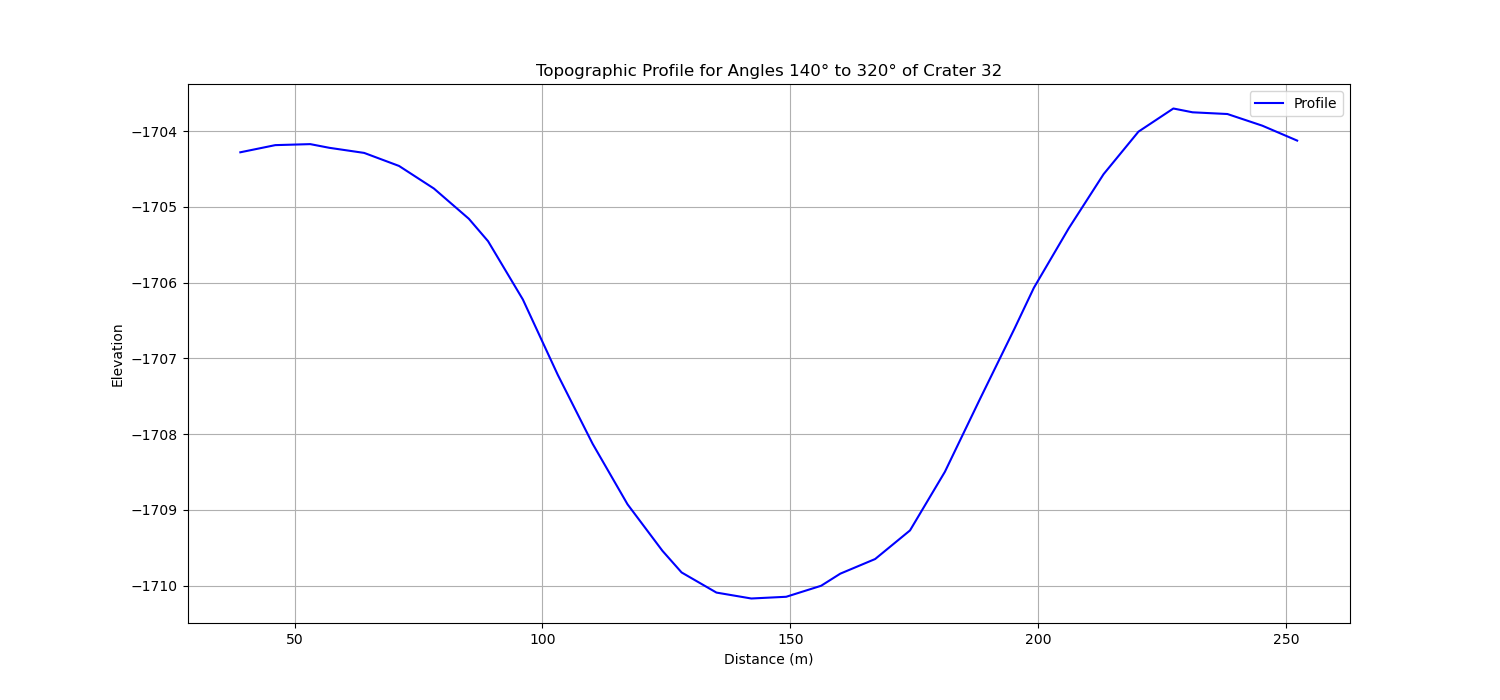 Topographic Profile for Angles 140° to 320° of Crater 32
Profile
−1704
−1705
−1706
−1707
−1708
−1709
−1710
Elevation
50 100 150 200 250
Distance (m)